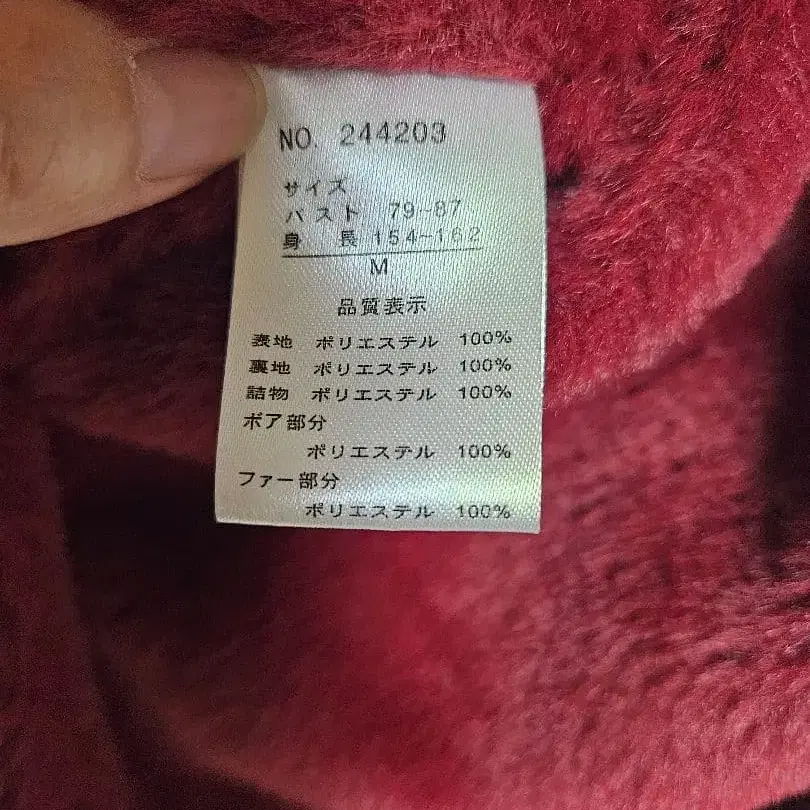 NO. 244203
サイズ
バスト 79~87
身 長 154~162
M
品質表示
表地 ポリエステル 100%
裏地 ポリエステル 100%
詰物 ポリエステル 100%
ボア部分
ポリエステル 100%
ファー部分
ポリエステル 100%